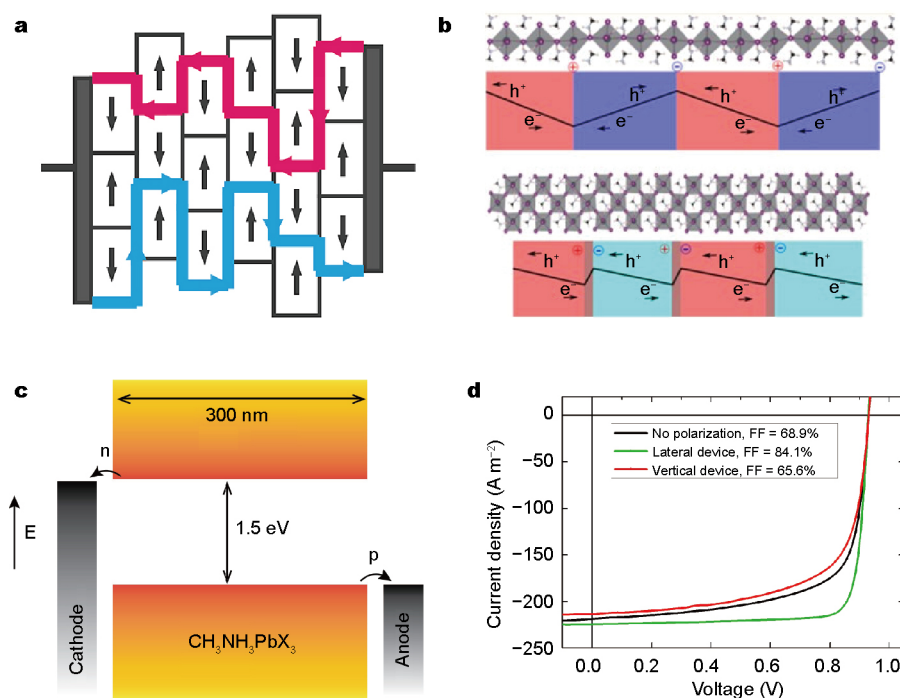 a
b
h⁺ h⁺ h⁺ h⁺
e⁻ e⁻ e⁻ e⁻
h⁺ h⁺ h⁺ h⁺
e⁻ e⁻ e⁻ e⁻
c
300 nm
n
E
1.5 eV
p
CH₃NH₃PbX₃
Cathode
Anode
d
No polarization, FF = 68.9%
Lateral device, FF = 84.1%
Vertical device, FF = 65.6%
Current density (A m⁻²)
0
−50
−100
−150
−200
−250
0.0 0.2 0.4 0.6 0.8 1.0
Voltage (V)